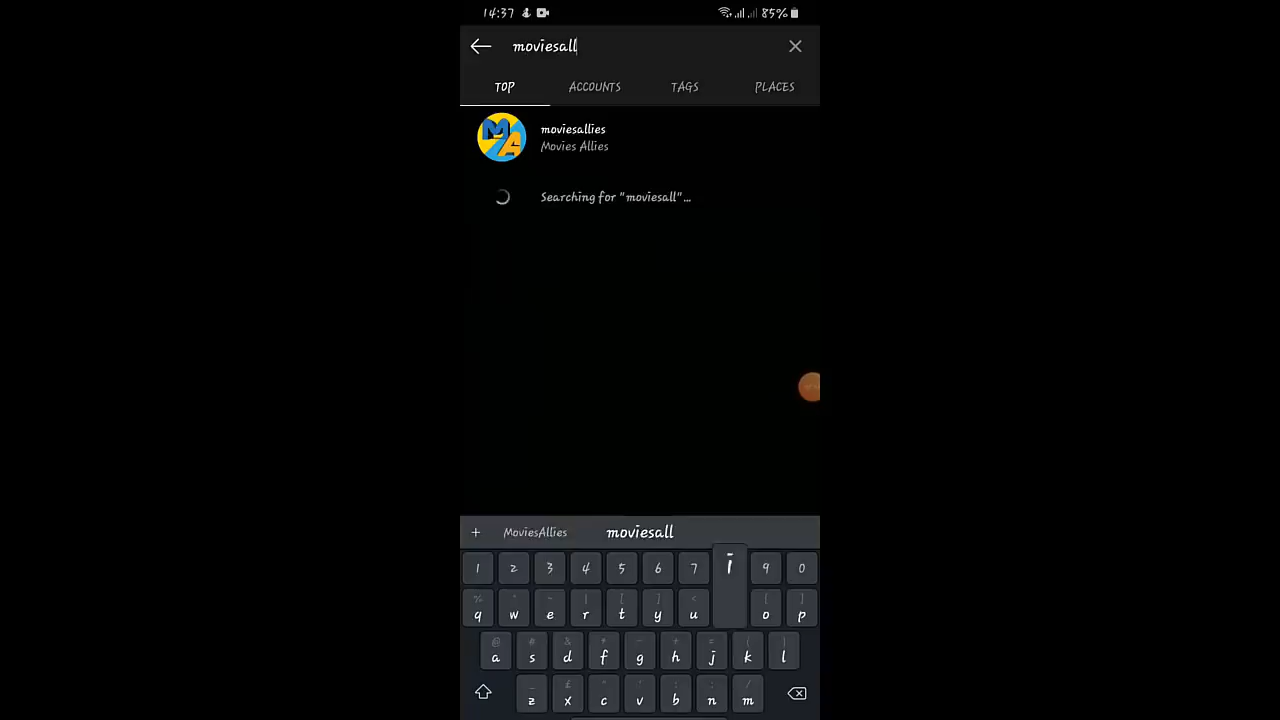 14:37 85%
moviesall
TOP ACCOUNTS TAGS PLACES
MA
moviesallies
Movies Allies
Searching for "moviesall"...
+ MoviesAllies moviesall
1 2 3 4 5 6 7 i 9 0
q w e r t y u o p
a s d f g h j k l
z x c v b n m